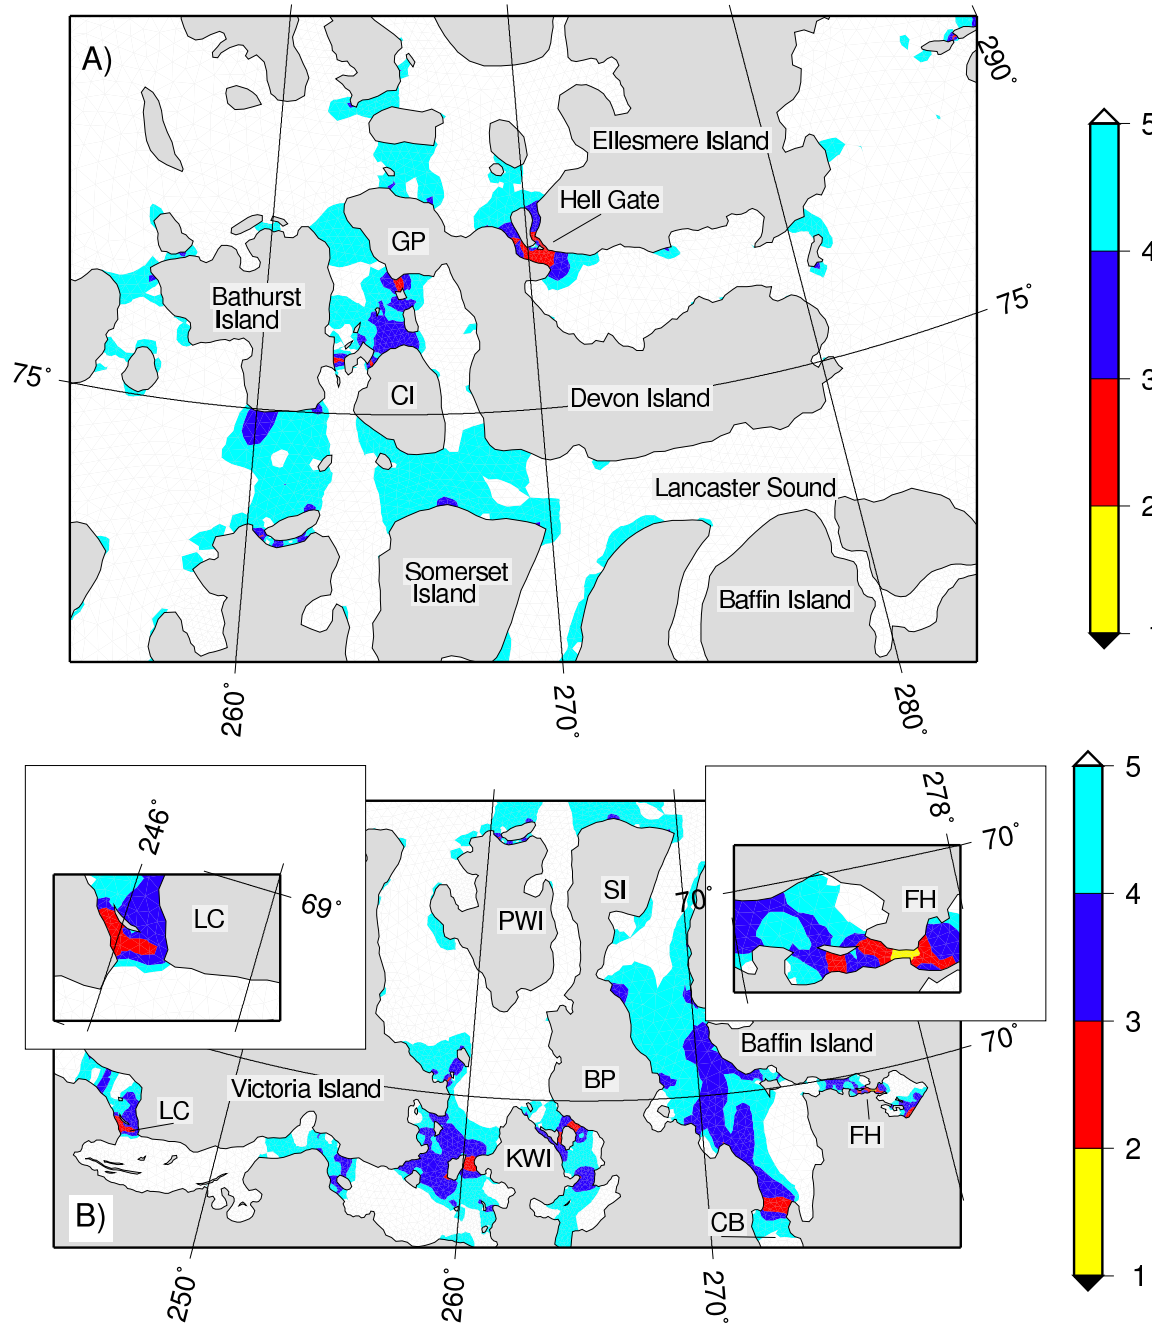 A)
290°
5
Ellesmere Island
4
Hell Gate
GP
Bathurst
Island
75°
75°
3
CI
Devon Island
Lancaster Sound
2
Somerset
Island
Baffin Island
260°
270°
280°
5
246°
278°
70°
69°
LC
SI
70°
FH
PWI
4
3
70°
Baffin Island
BP
Victoria Island
LC
FH
KWI
2
B)
CB
1
250°
260°
270°